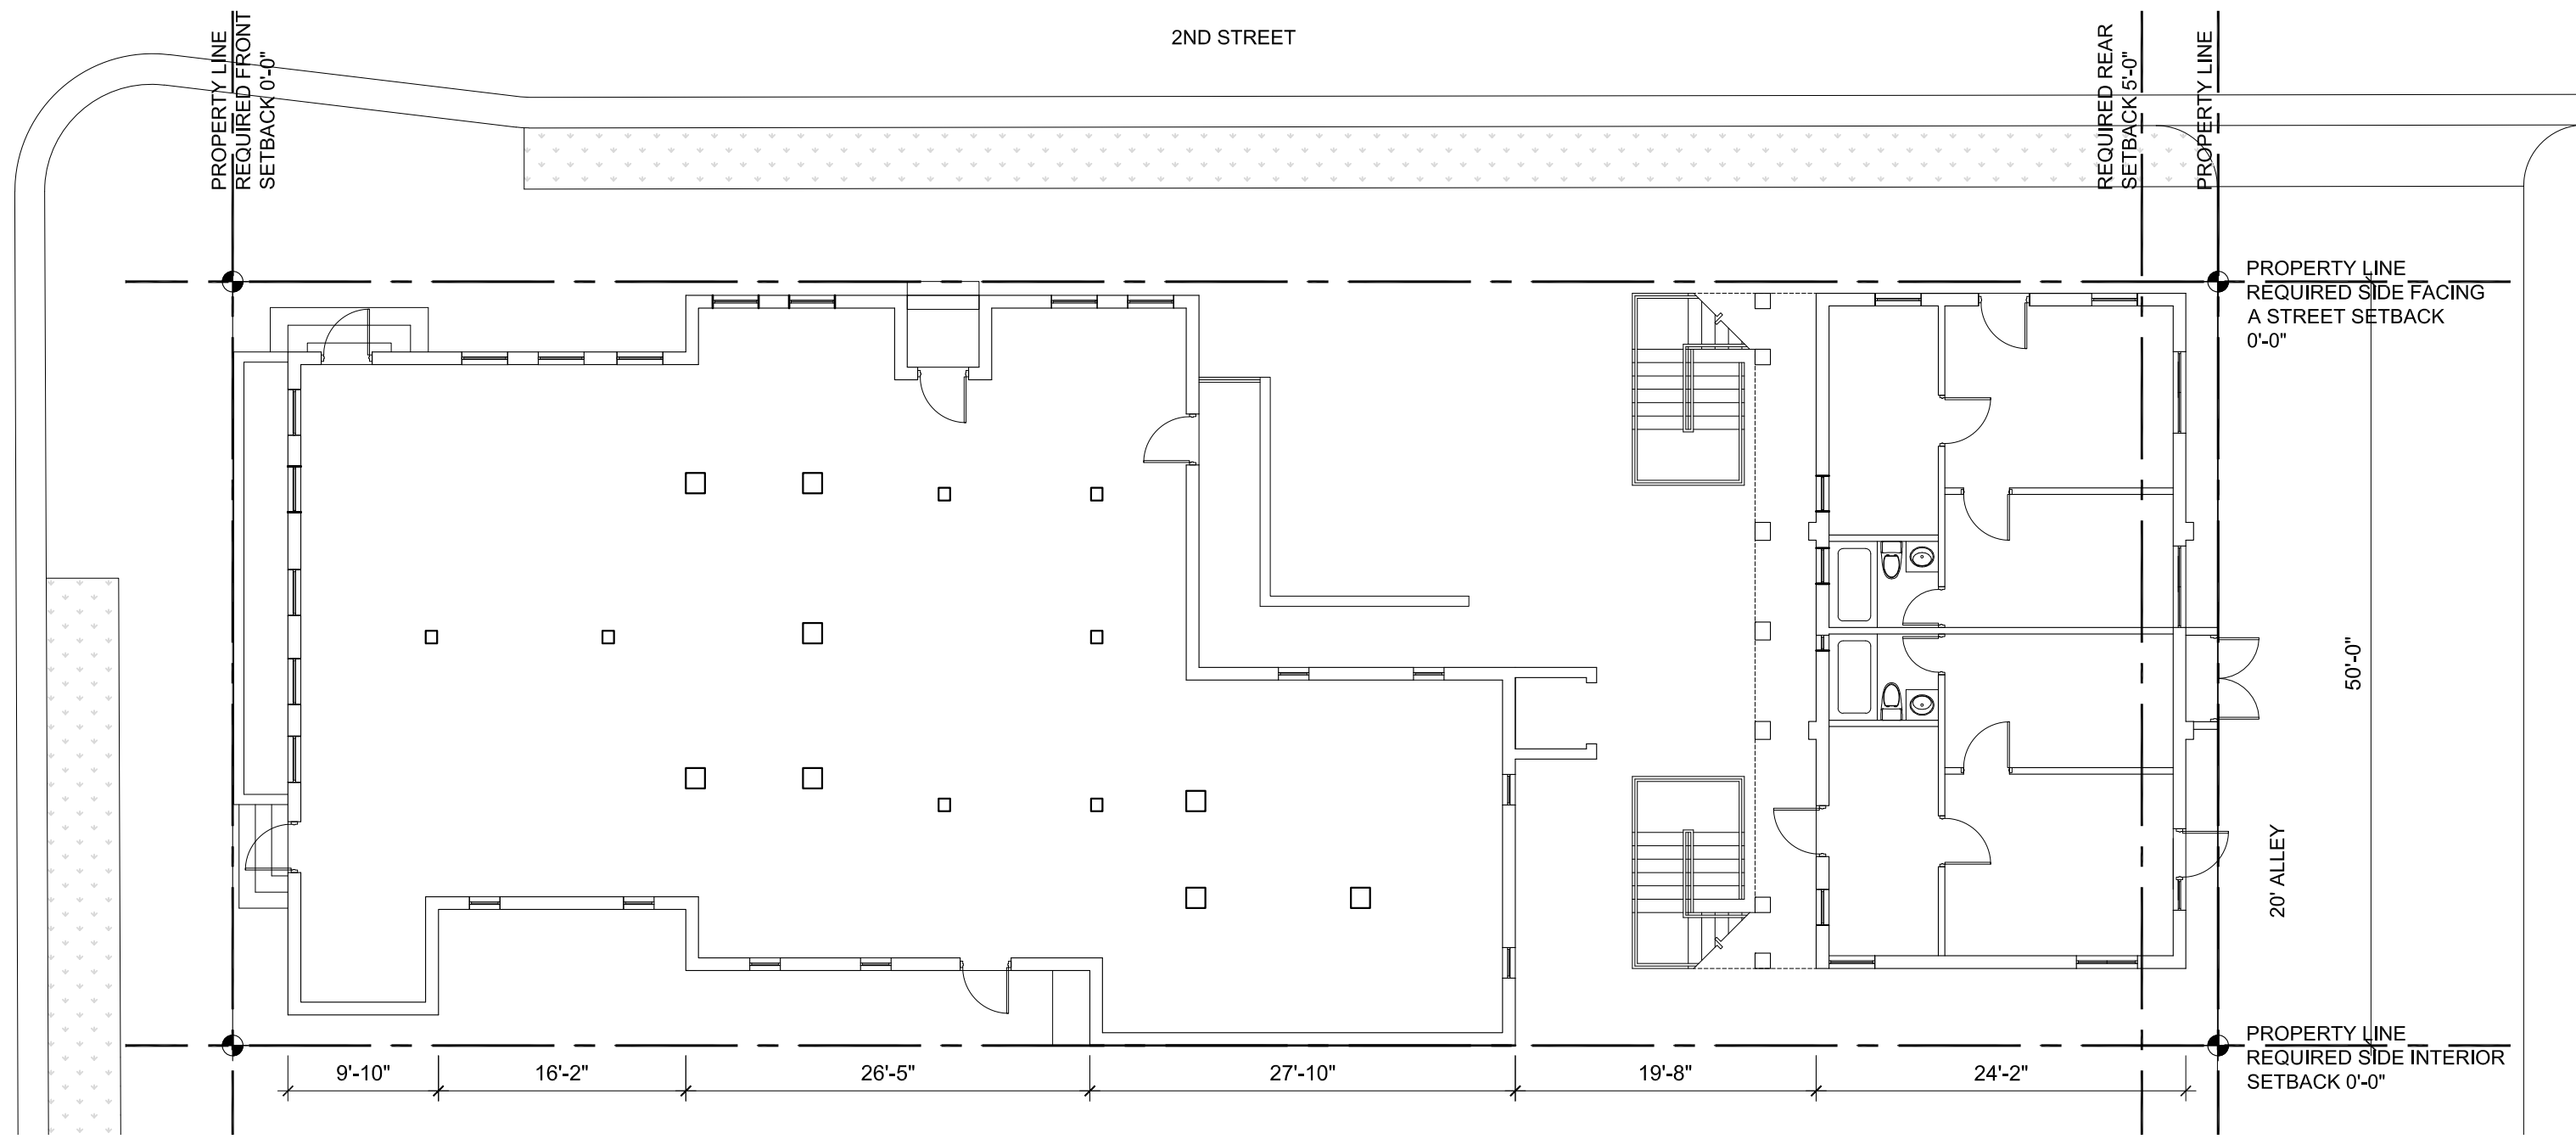 2ND STREET
PROPERTY LINE
REQUIRED FRONT
SETBACK 0'-0"
REQUIRED REAR
SETBACK 5'-0"
PROPERTY LINE
PROPERTY LINE
REQUIRED SIDE FACING
A STREET SETBACK
0'-0"
50'-0"
20' ALLEY
PROPERTY LINE
REQUIRED SIDE INTERIOR
SETBACK 0'-0"
9'-10"
16'-2"
26'-5"
27'-10"
19'-8"
24'-2"